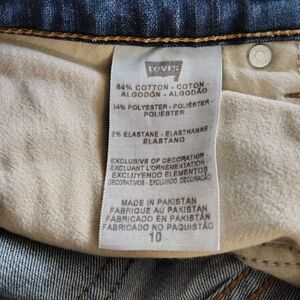 Levi's
84% COTTON - COTON -
ALGODÓN - ALGODÃO
14% POLYESTER - POLIÉSTER -
POLIESTER
2% ELASTANE - ELASTHANNE -
ELASTANO
EXCLUSIVE OF DECORATION -
EXCLUANT L'ORNEMENTATION -
EXCLUYENDO ELEMENTOS
DECORATIVOS - EXCLUINDO DECORAÇÃO
MADE IN PAKISTAN
FABRIQUE AU PAKISTAN
FABRICADO EN PAKISTÁN
FABRICADO NO PAQUISTÃO
10